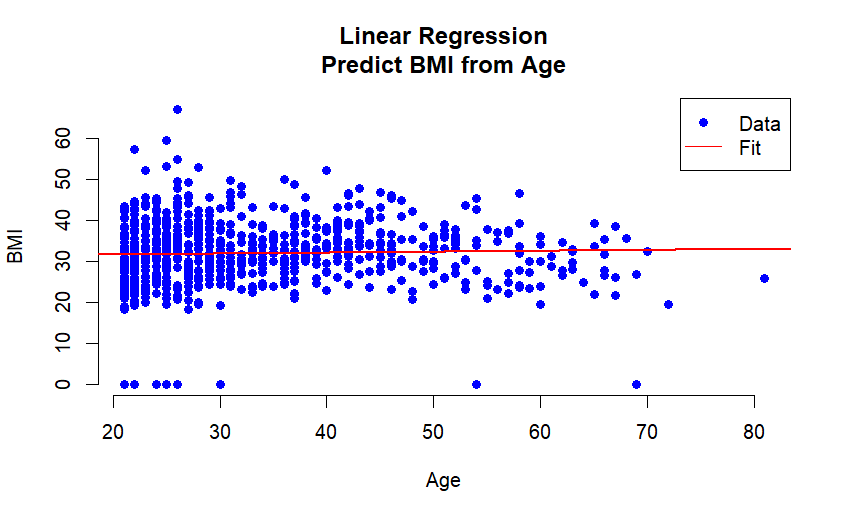 Linear Regression
Predict BMI from Age
Data
Fit
BMI
60
50
40
30
20
10
0
20 30 40 50 60 70 80
Age